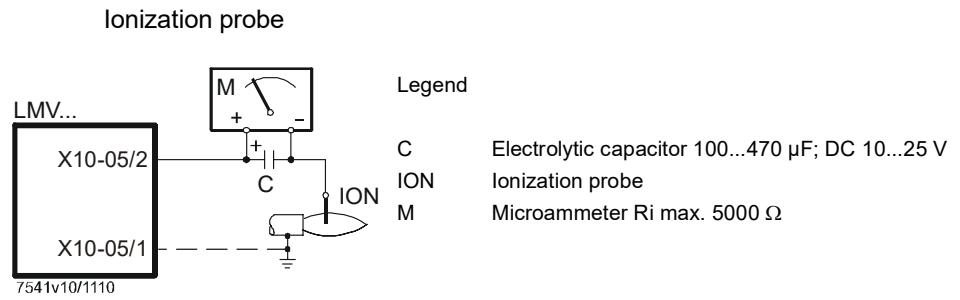 Ionization probe
M
+ –
LMV...
X10-05/2
+
C
ION
X10-05/1
7541v10/1110
Legend
C Electrolytic capacitor 100...470 µF; DC 10...25 V
ION Ionization probe
M Microammeter Ri max. 5000 Ω